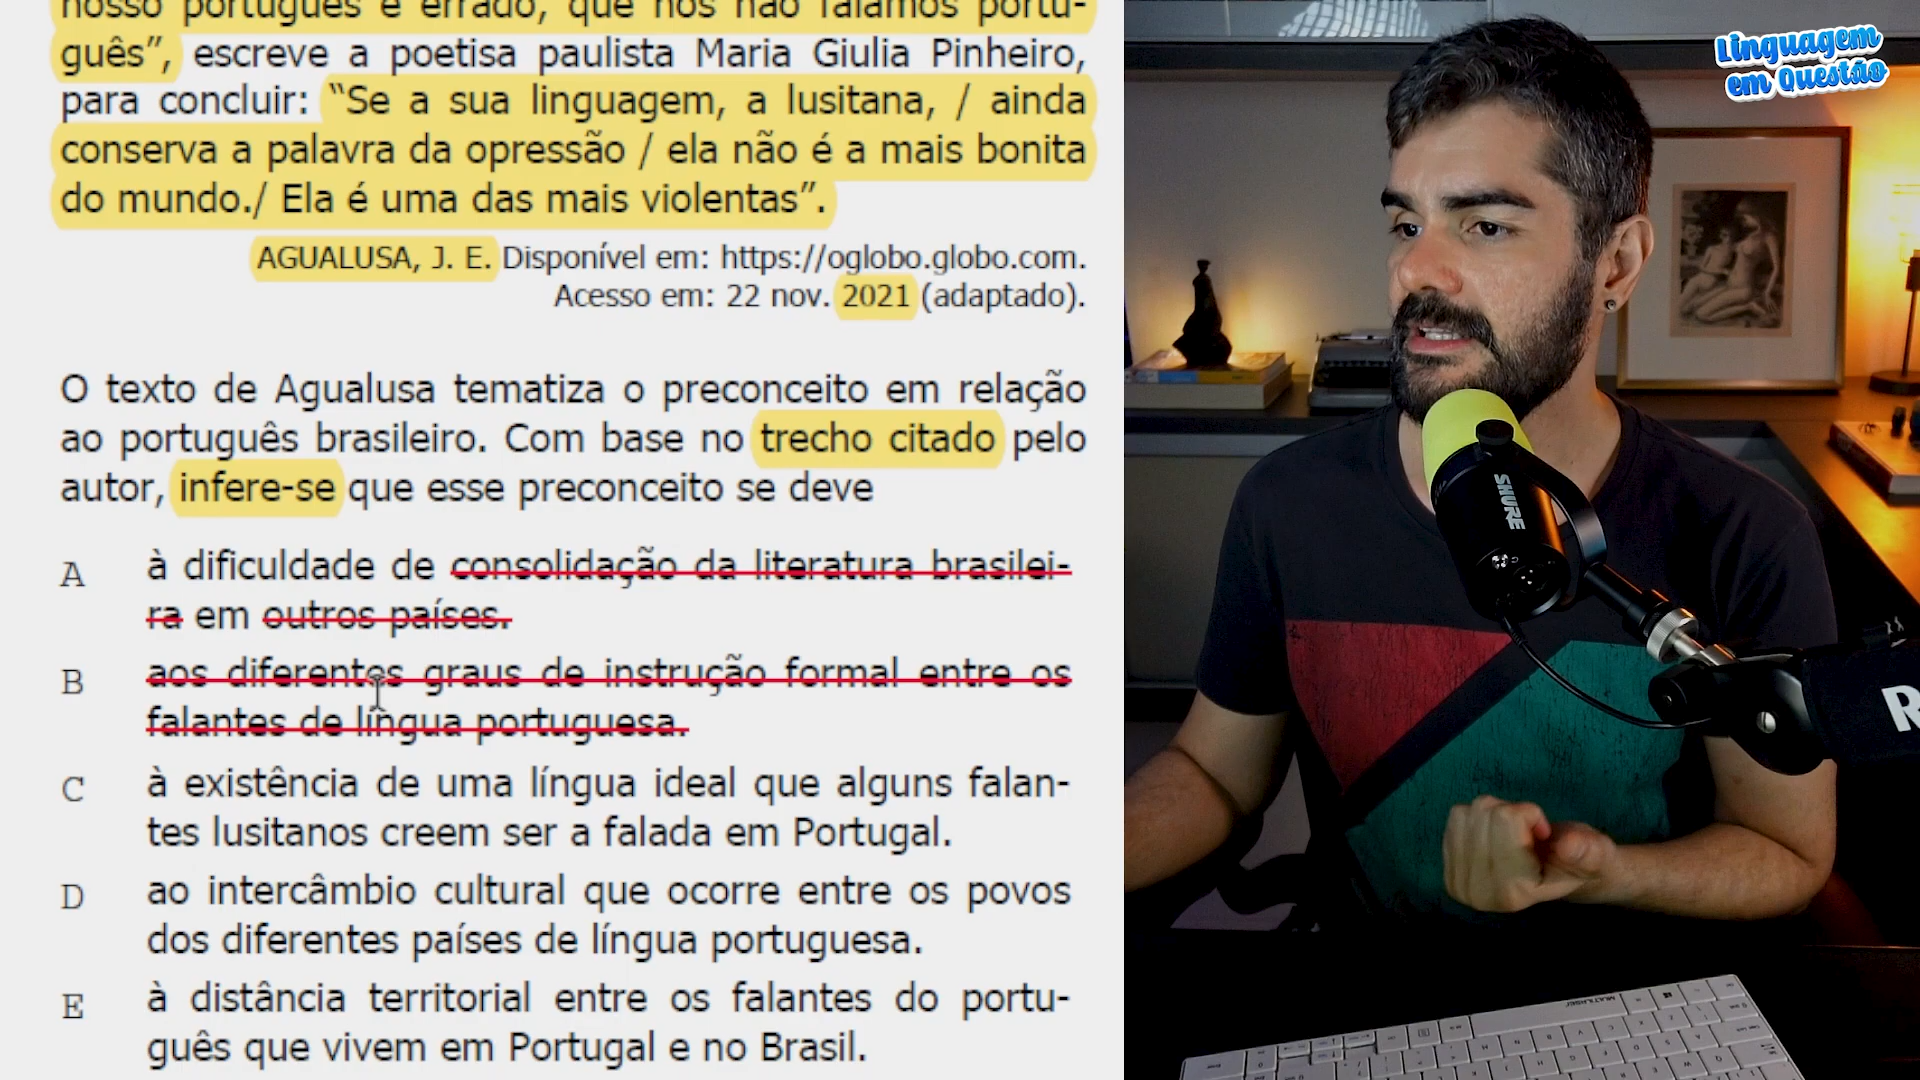 nosso português é errado, que nós não falamos portu-
guês”, escreve a poetisa paulista Maria Giulia Pinheiro,
para concluir: “Se a sua linguagem, a lusitana, / ainda
conserva a palavra da opressão / ela não é a mais bonita
do mundo./ Ela é uma das mais violentas”.
AGUALUSA, J. E. Disponível em: https://oglobo.globo.com.
Acesso em: 22 nov. 2021 (adaptado).
O texto de Agualusa tematiza o preconceito em relação
ao português brasileiro. Com base no trecho citado pelo
autor, infere-se que esse preconceito se deve
A à dificuldade de consolidação da literatura brasilei-
ra em outros países.
B aos diferentes graus de instrução formal entre os
falantes de língua portuguesa.
C à existência de uma língua ideal que alguns falan-
tes lusitanos creem ser a falada em Portugal.
D ao intercâmbio cultural que ocorre entre os povos
dos diferentes países de língua portuguesa.
E à distância territorial entre os falantes do portu-
guês que vivem em Portugal e no Brasil.
Linguagem
em Questão
SHURE
R